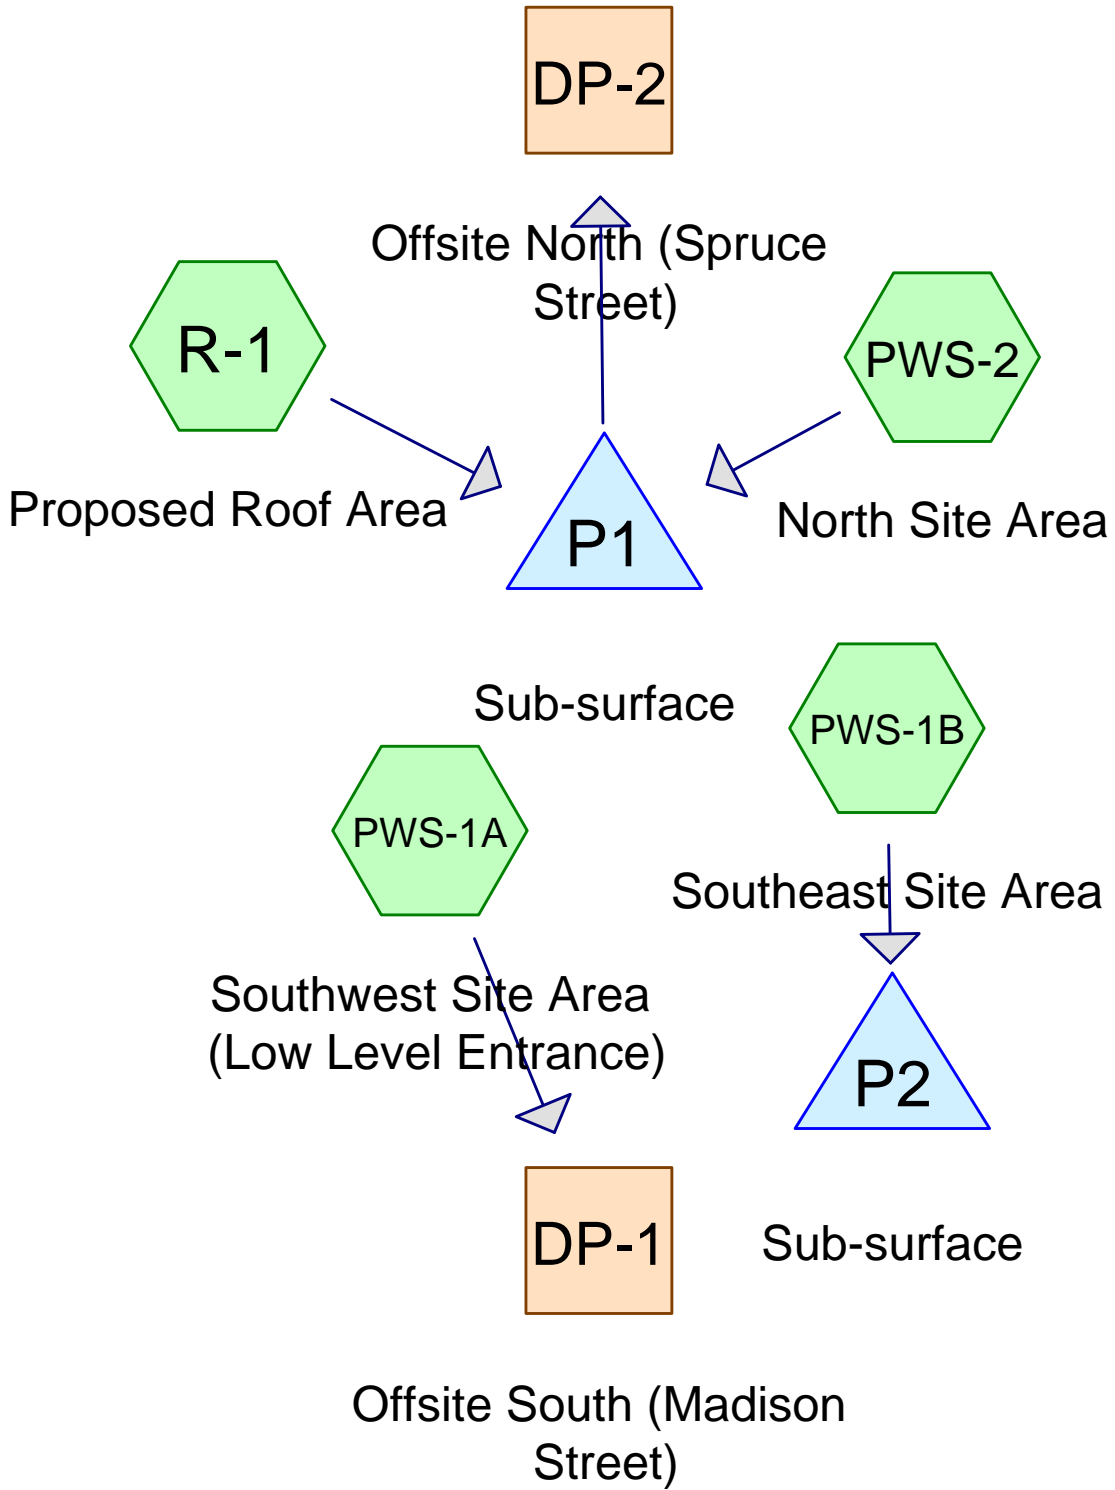 DP-2
Offsite North (Spruce
Street)
R-1
PWS-2
Proposed Roof Area
North Site Area
P1
Sub-surface
PWS-1B
PWS-1A
Southeast Site Area
Southwest Site Area
(Low Level Entrance)
P2
DP-1
Sub-surface
Offsite South (Madison
Street)